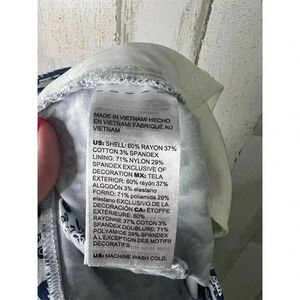 MADE IN VIETNAM/ HECHO
EN VIETNAM/ FABRIQUÉ AU
VIETNAM
US: SHELL: 60% RAYON 37%
COTTON 3% SPANDEX
LINING: 71% NYLON 29%
SPANDEX EXCLUSIVE OF
DECORATION MX: TELA
EXTERIOR: 60% rayón 37%
ALGODÓN 3% elastano
FORRO: 71% poliamida 29%
elastano EXCLUSIVO DE LA
DECORACIÓN CA: ÉTOFFE
EXTÉRIEURE: 60%
RAYONNE 37% COTON 3%
SPANDEX DOUBLURE: 71%
POLYAMIDE 29% SPANDEX
À L'EXCEPTION DES MOTIFS
DÉCORATIFS
US: MACHINE WASH COLD,